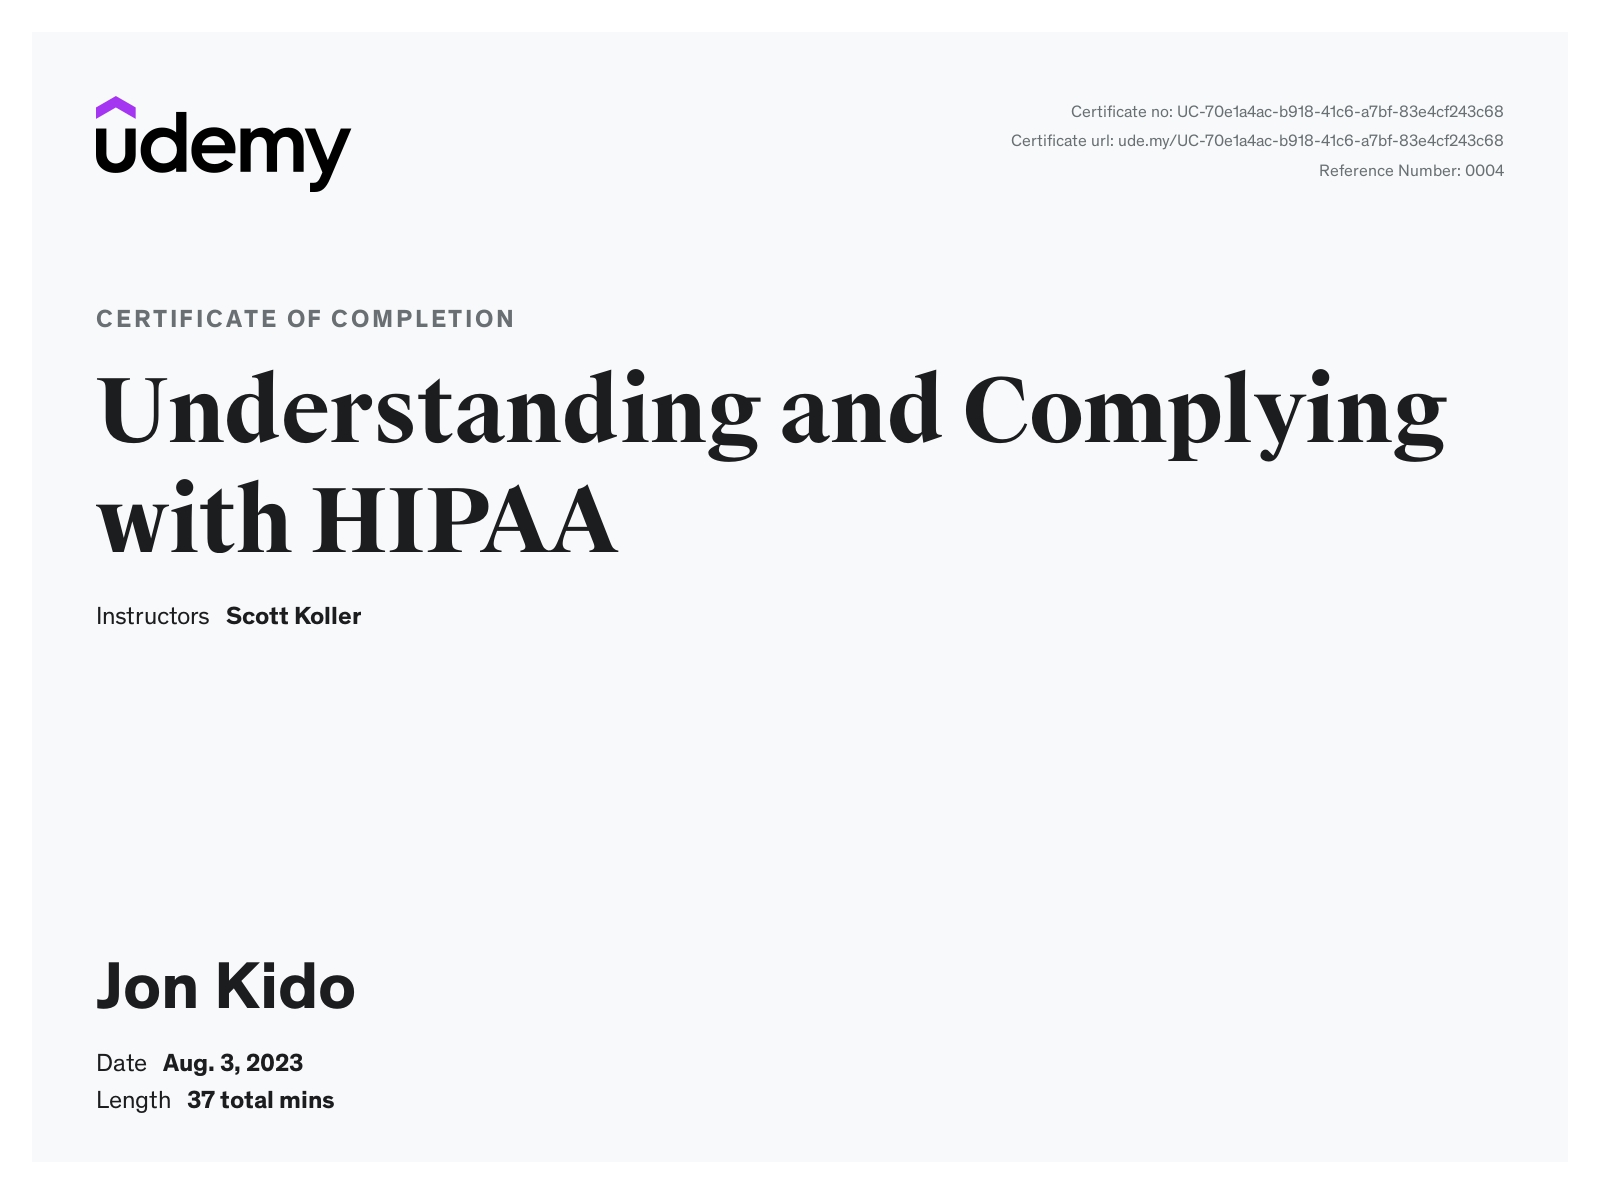 udemy
Certificate no: UC-70e1a4ac-b918-41c6-a7bf-83e4cf243c68
Certificate url: ude.my/UC-70e1a4ac-b918-41c6-a7bf-83e4cf243c68
Reference Number: 0004
CERTIFICATE OF COMPLETION
Understanding and Complying
with HIPAA
Instructors Scott Koller
Jon Kido
Date Aug. 3, 2023
Length 37 total mins